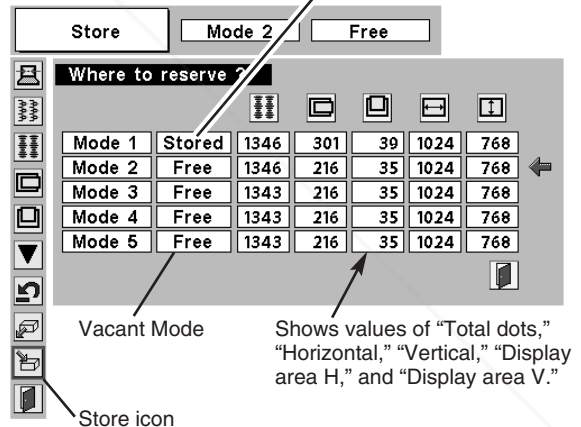 Store Mode 2 Free
Where to reserve ?
Mode 1 Stored 1346 301 39 1024 768
Mode 2 Free 1346 216 35 1024 768
Mode 3 Free 1343 216 35 1024 768
Mode 4 Free 1343 216 35 1024 768
Mode 5 Free 1343 216 35 1024 768
Vacant Mode
Shows values of “Total dots,”
“Horizontal,” “Vertical,” “Display
area H,” and “Display area V.”
Store icon